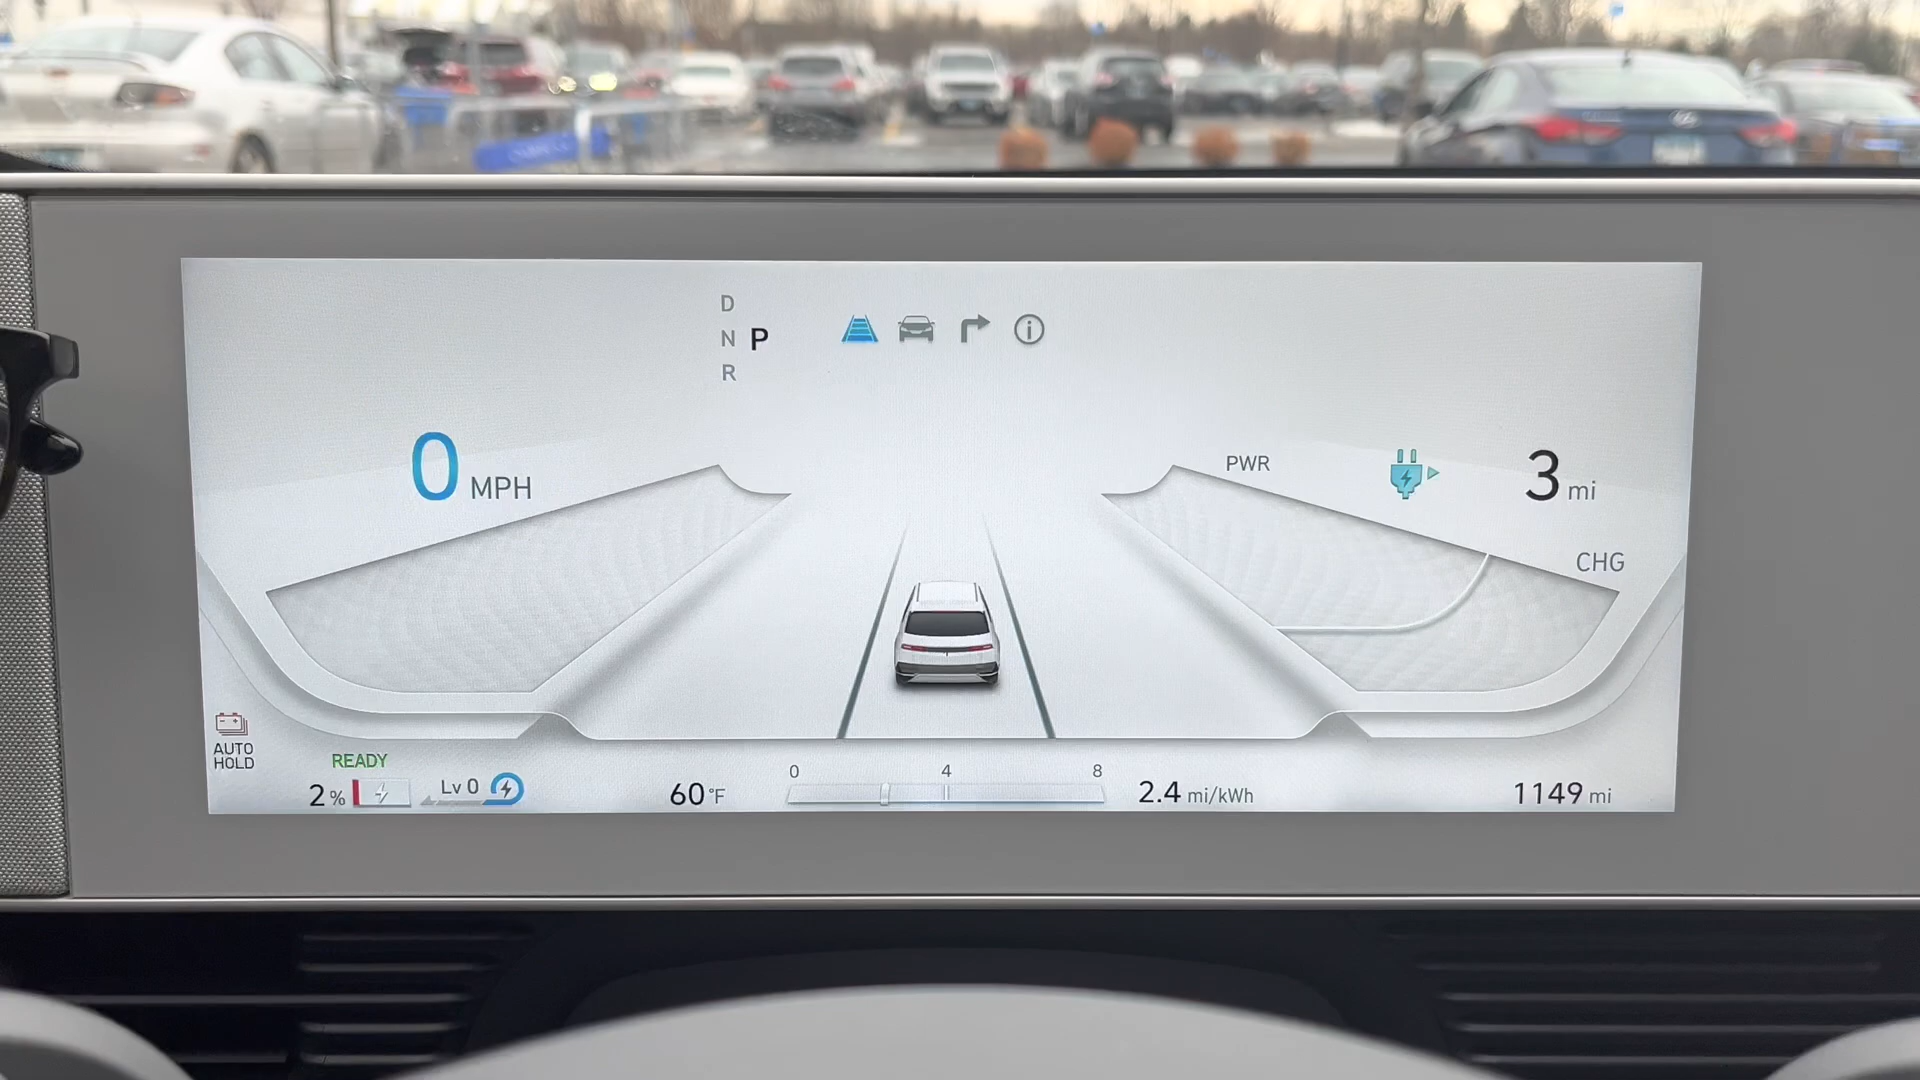 D
N P
R
0 MPH
PWR
3 mi
CHG
AUTO
HOLD
READY
2 %
Lv 0
60°F
0 4 8
2.4 mi/kWh
1149 mi